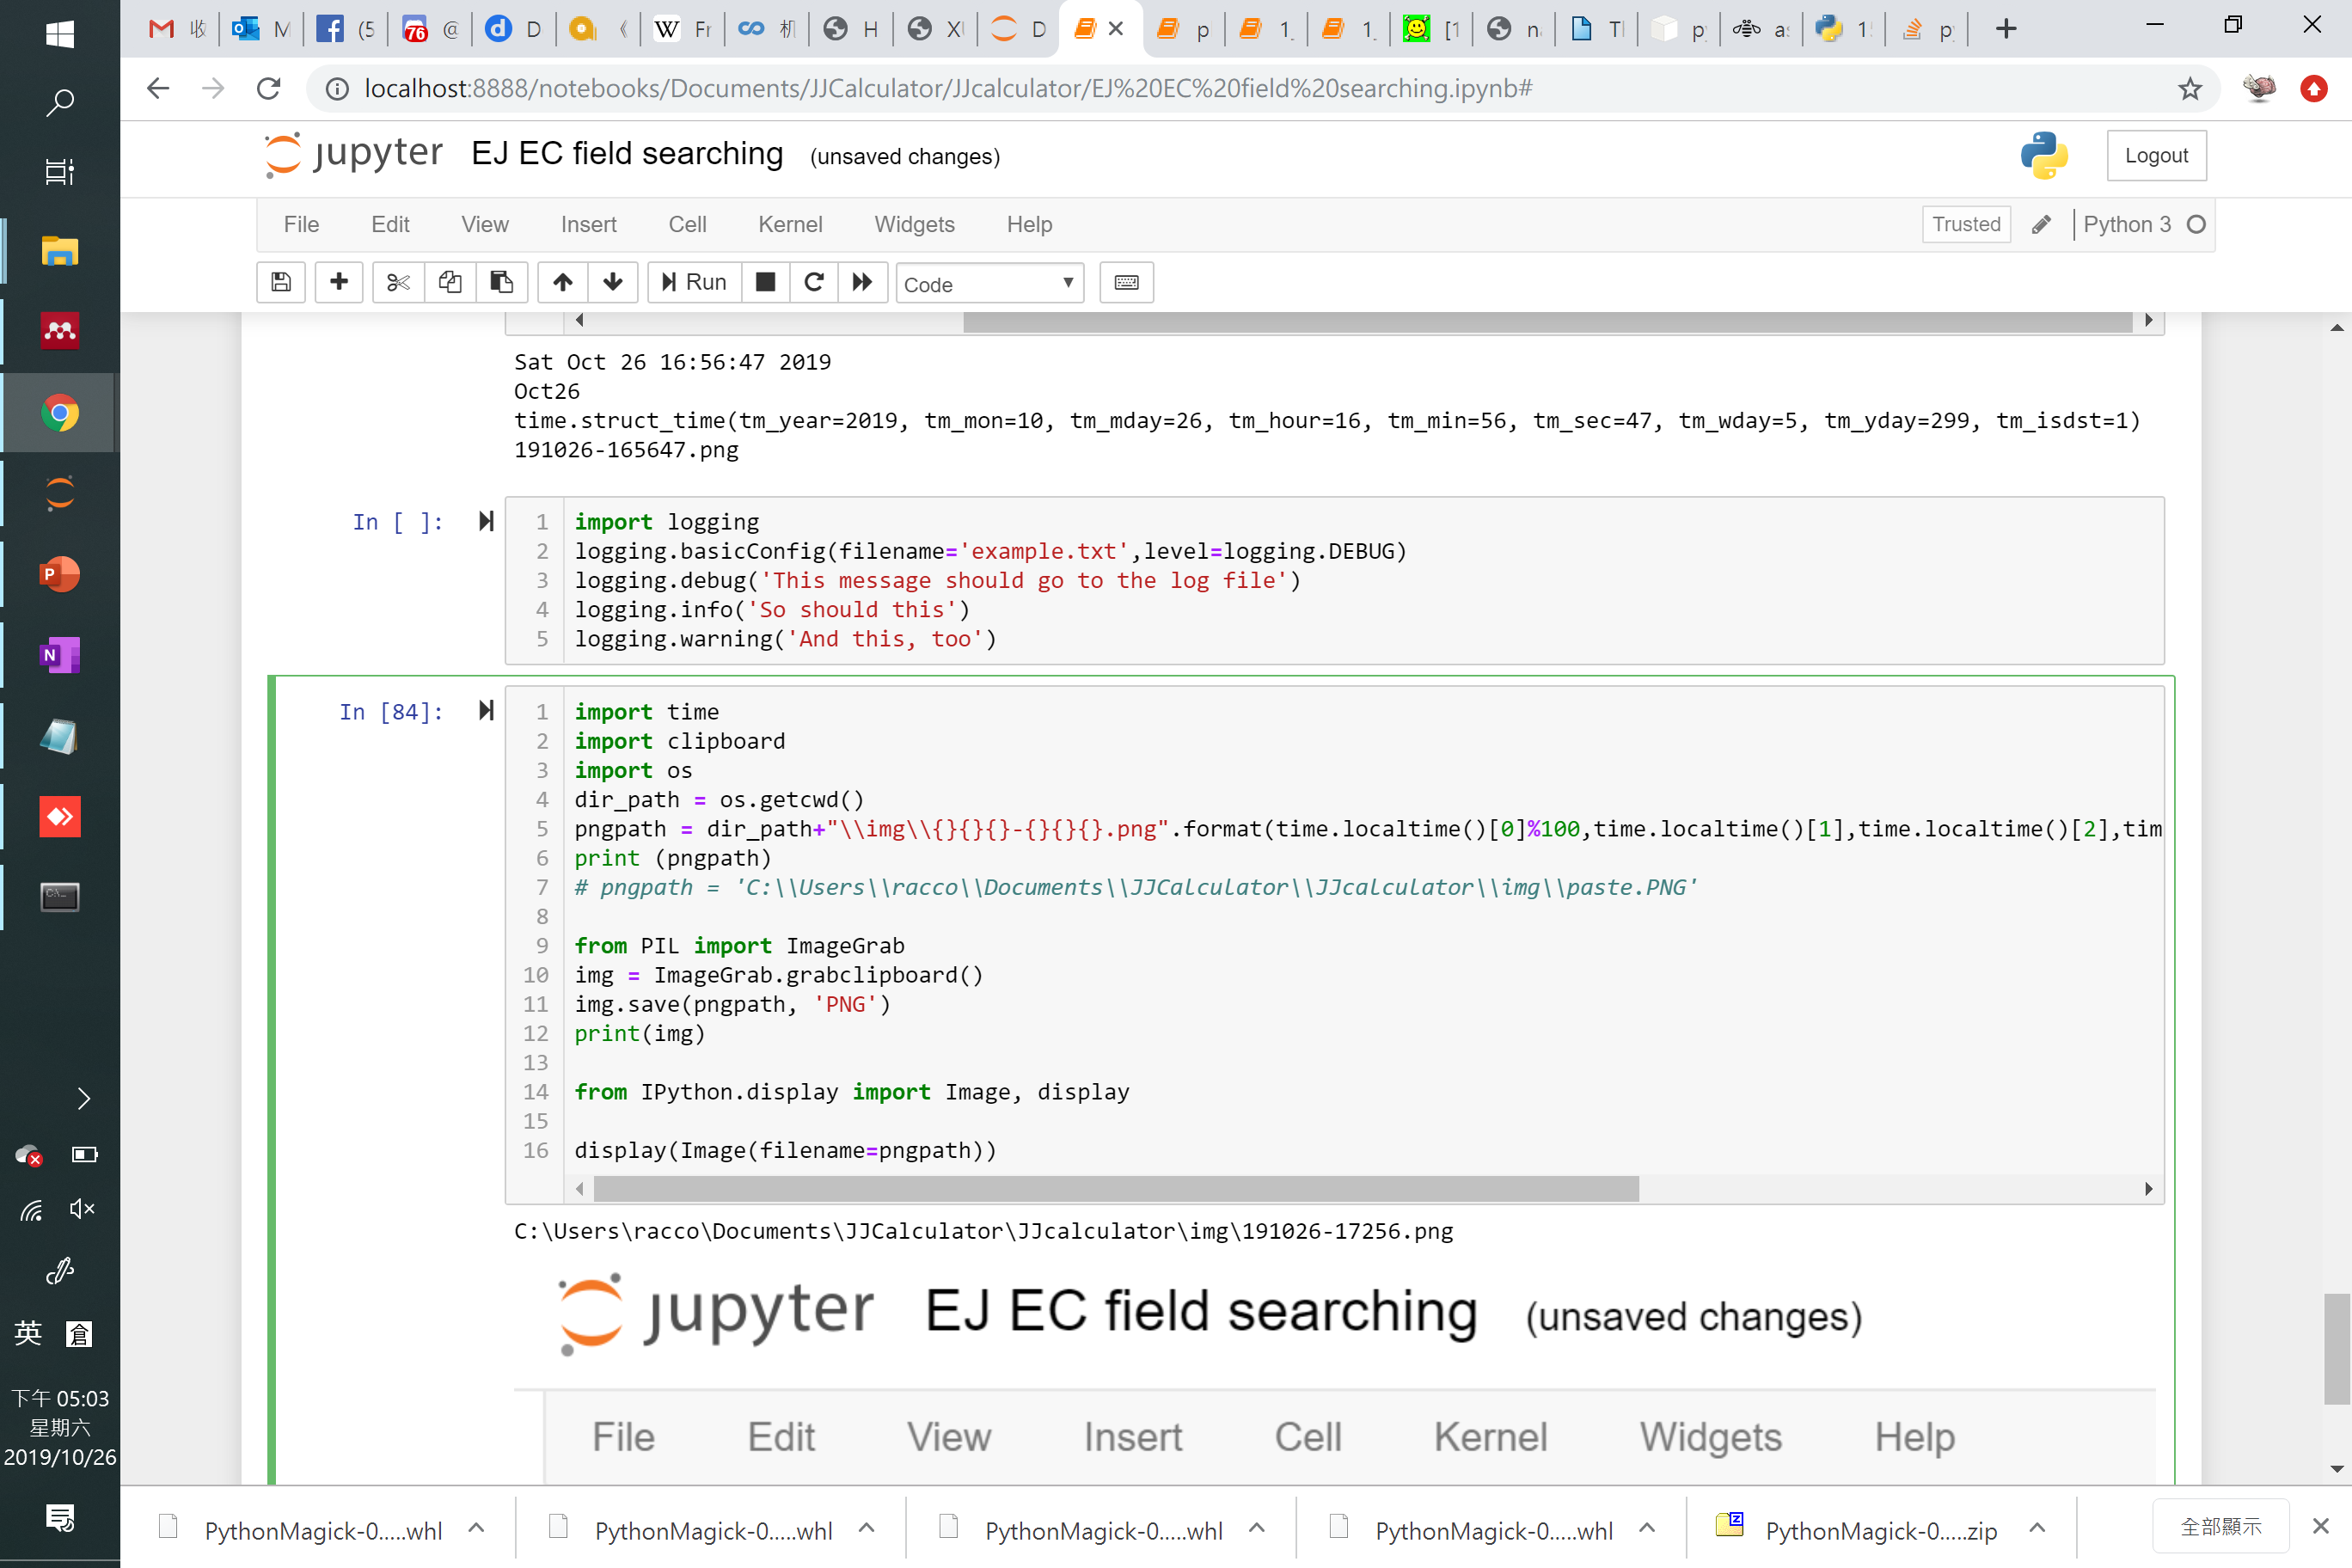 收 M (5 76 @ D 《 Fr 机 H X D p 1_ 1_ [1 n Tl p as 1 p
localhost:8888/notebooks/Documents/JJCalculator/JJcalculator/EJ%20EC%20field%20searching.ipynb#
jupyter EJ EC field searching (unsaved changes)
Logout
File Edit View Insert Cell Kernel Widgets Help
Trusted Python 3
Run Code
Sat Oct 26 16:56:47 2019
Oct26
time.struct_time(tm_year=2019, tm_mon=10, tm_mday=26, tm_hour=16, tm_min=56, tm_sec=47, tm_wday=5, tm_yday=299, tm_isdst=1)
191026-165647.png
In [ ]:
1 import logging
2 logging.basicConfig(filename='example.txt',level=logging.DEBUG)
3 logging.debug('This message should go to the log file')
4 logging.info('So should this')
5 logging.warning('And this, too')
In [84]:
1 import time
2 import clipboard
3 import os
4 dir_path = os.getcwd()
5 pngpath = dir_path+"\\img\\{}{}{}-{}{}{}.png".format(time.localtime()[0]%100,time.localtime()[1],time.localtime()[2],tim
6 print (pngpath)
7 # pngpath = 'C:\\Users\\racco\\Documents\\JJCalculator\\JJcalculator\\img\\paste.PNG'
8
9 from PIL import ImageGrab
10 img = ImageGrab.grabclipboard()
11 img.save(pngpath, 'PNG')
12 print(img)
13
14 from IPython.display import Image, display
15
16 display(Image(filename=pngpath))
C:\Users\racco\Documents\JJCalculator\JJcalculator\img\191026-17256.png
jupyter EJ EC field searching (unsaved changes)
File Edit View Insert Cell Kernel Widgets Help
英 倉
下午 05:03
星期六
2019/10/26
PythonMagick-0.....whl PythonMagick-0.....whl PythonMagick-0.....whl PythonMagick-0.....whl PythonMagick-0.....zip 全部顯示